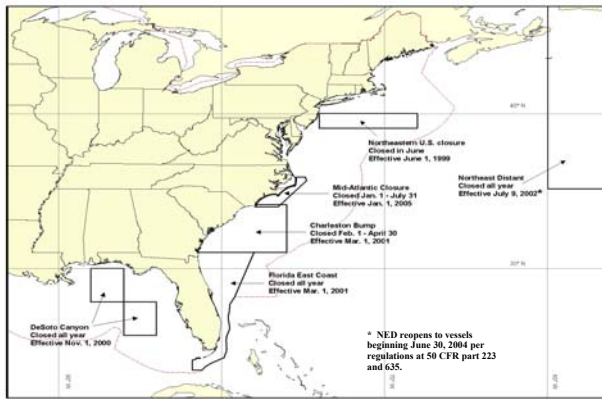 40° N
Northeastern U.S. closure
Closed in June
Effective June 1, 1999
Northeast Distant
Closed all year
Effective July 9, 2002*
Mid-Atlantic Closure
Closed Jan. 1 - July 31
Effective Jan. 1, 2005
Charleston Bump
Closed Feb. 1 - April 30
Effective Mar. 1, 2001
30° N
Florida East Coast
Closed all year
Effective Mar. 1, 2001
DeSoto Canyon
Closed all year
Effective Nov. 1, 2000
* NED reopens to vessels
beginning June 30, 2004 per
regulations at 50 CFR part 223
and 635.